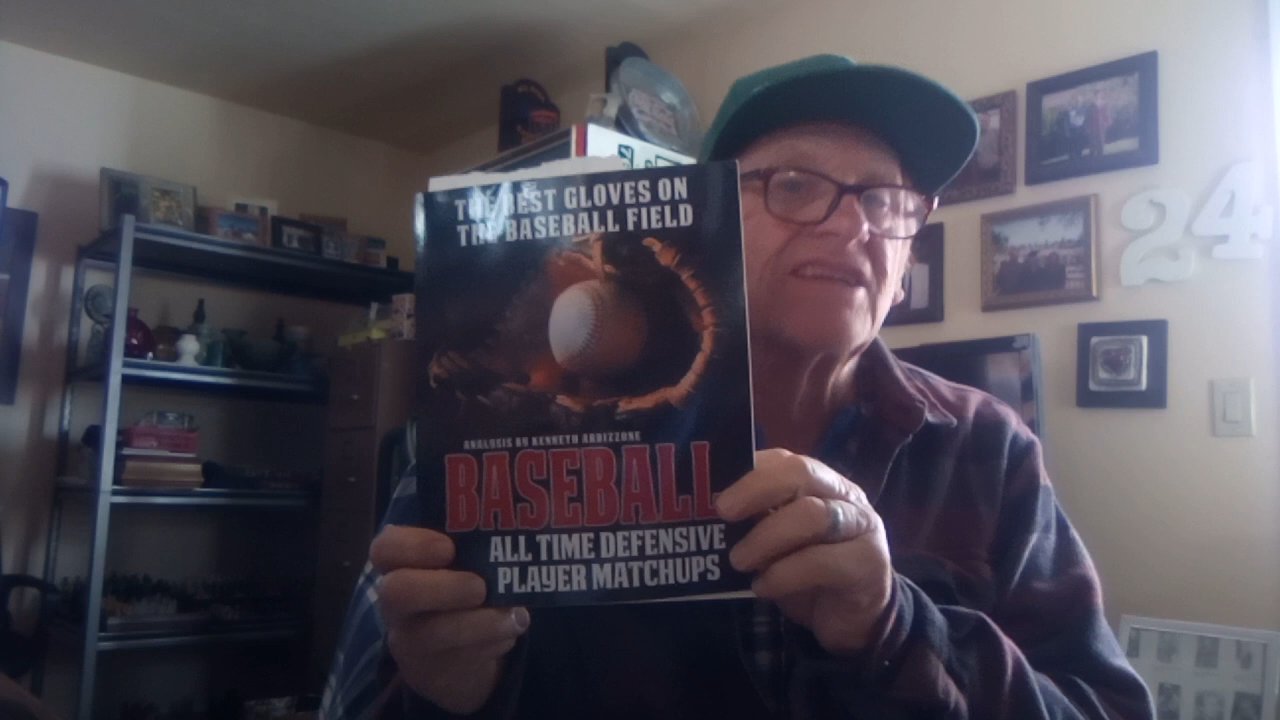 THE BEST GLOVES ON
THE BASEBALL FIELD
ANALYSIS BY KENNETH ARDIZZONE
BASEBALL
ALL TIME DEFENSIVE
PLAYER MATCHUPS
24